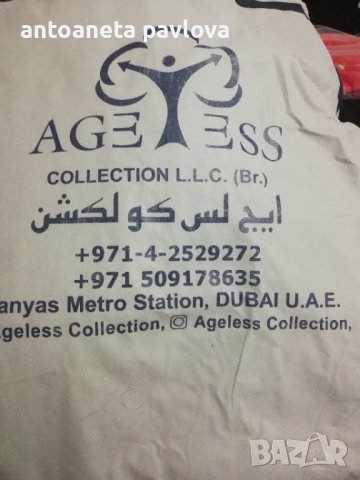 antoaneta pavlova
AGELESS
COLLECTION L.L.C. (Br.)
ايج لس كولكشن
+971-4-2529272
+971 509178635
anyas Metro Station, DUBAI U.A.E.
geless Collection, Ageless Collection,
BAZAR